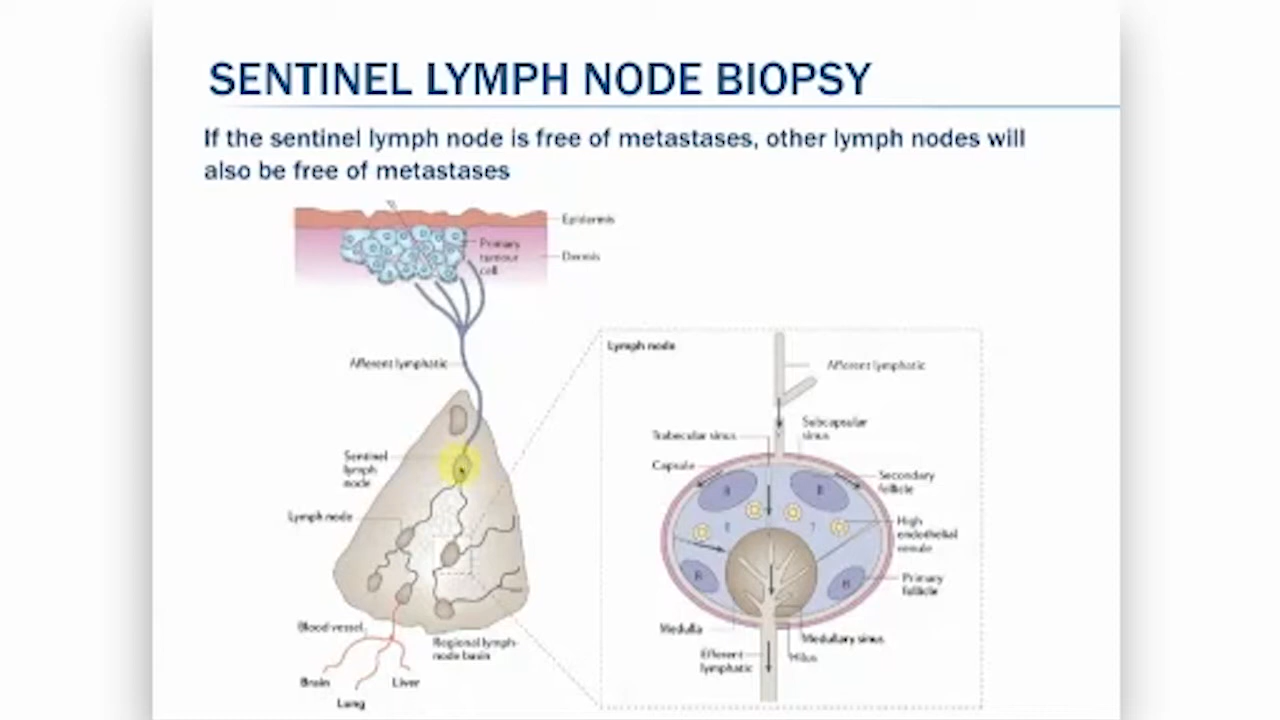 SENTINEL LYMPH NODE BIOPSY
If the sentinel lymph node is free of metastases, other lymph nodes will
also be free of metastases
Epidermis
Primary
tumour
cell
Dermis
Afferent lymphatic
Sentinel
lymph
node
Lymph node
Blood vessel
Regional lymph-
node basin
Brain
Liver
Lung
Lymph node
Afferent lymphatic
Trabecular sinus
Subcapsular
sinus
Capsule
Secondary
follicle
B
B
T
T
High
endothelial
venule
B
B
Primary
follicle
Medulla
Medullary sinus
Efferent
lymphatic
Hilus